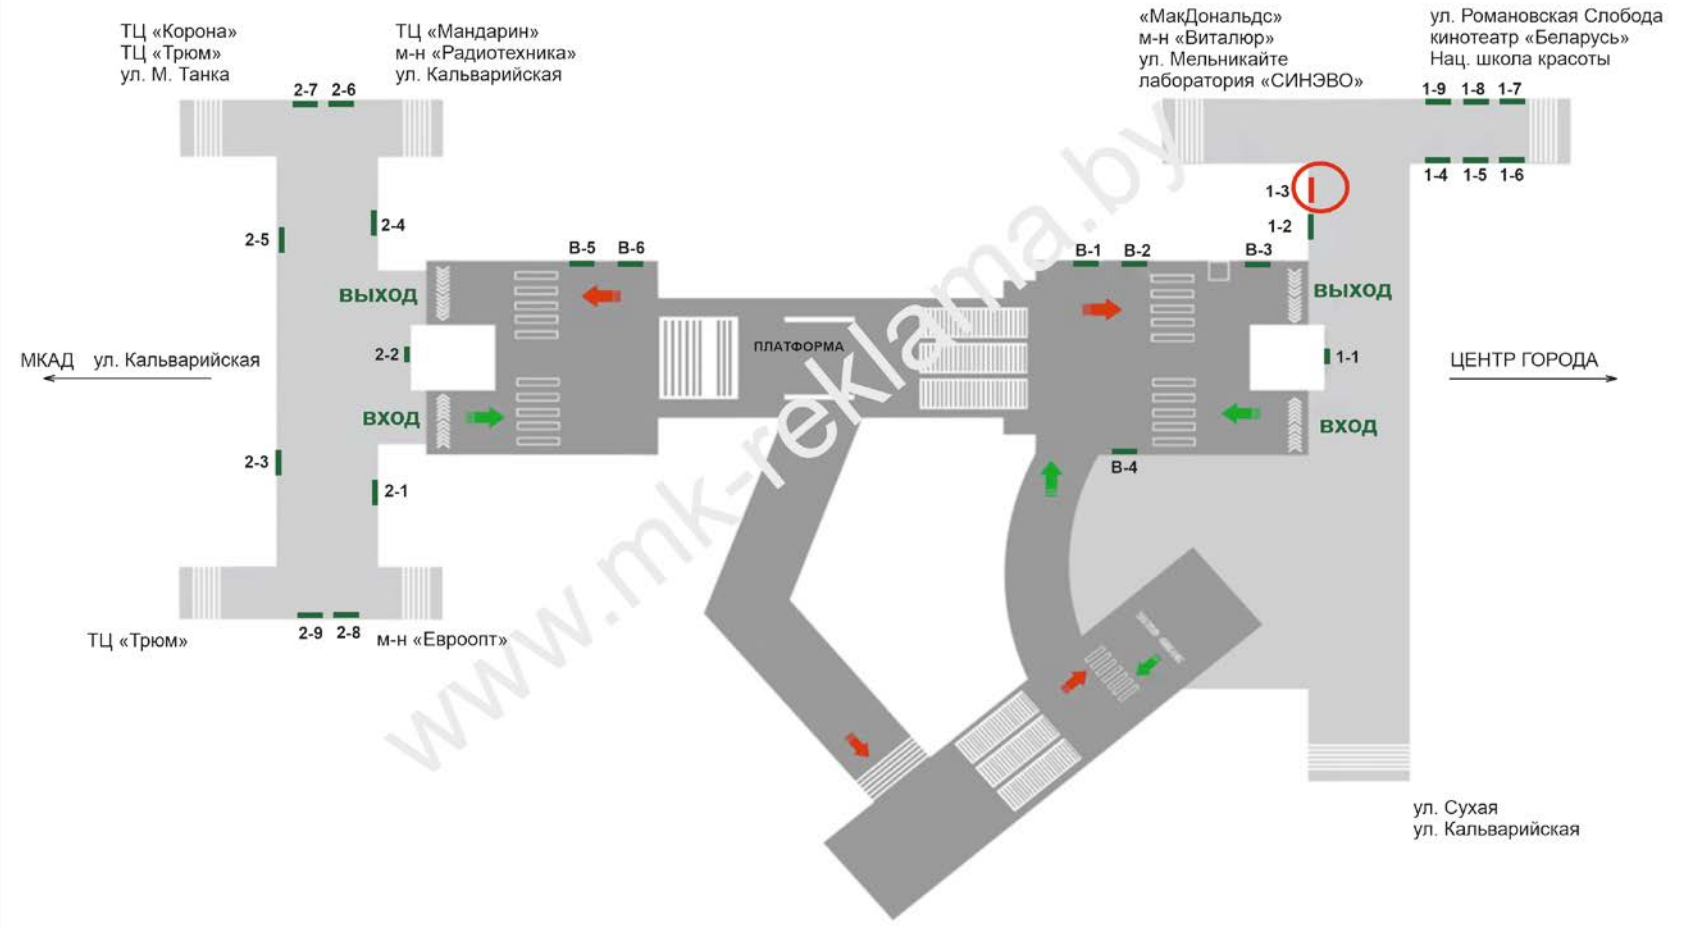 ТЦ «Корона»
ТЦ «Трюм»
ул. М. Танка
ТЦ «Мандарин»
м-н «Радиотехника»
ул. Кальварийская
«МакДональдс»
м-н «Виталюр»
ул. Мельникайте
лаборатория «СИНЭВО»
ул. Романовская Слобода
кинотеатр «Беларусь»
Нац. школа красоты
2-7 2-6
1-9 1-8 1-7
1-4 1-5 1-6
1-3
1-2
2-4
2-5
B-5 B-6
B-1 B-2 B-3
ВЫХОД
ВЫХОД
МКАД ул. Кальварийская
2-2
ПЛАТФОРМА
1-1
ЦЕНТР ГОРОДА
ВХОД
ВХОД
2-3
2-1
B-4
2-9 2-8
ТЦ «Трюм»
м-н «Евроопт»
ул. Сухая
ул. Кальварийская
www.mk-reklama.by